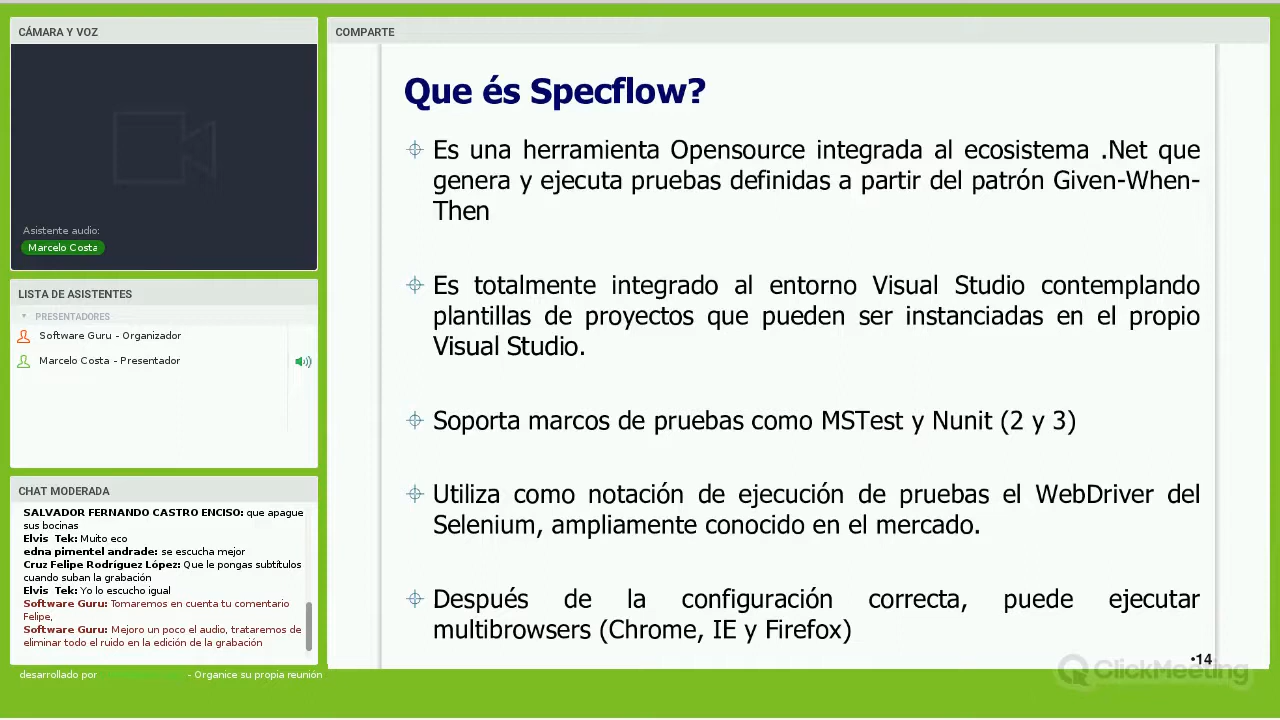 CÁMARA Y VOZ
Asistente audio:
Marcelo Costa
LISTA DE ASISTENTES
PRESENTADORES
Software Guru - Organizador
Marcelo Costa - Presentador
CHAT MODERADA
SALVADOR FERNANDO CASTRO ENCISO: que apague
sus bocinas
Elvis Tek: Muito eco
edna pimentel andrade: se escucha mejor
Cruz Felipe Rodríguez López: Que le pongas subtítulos
cuando suban la grabación
Elvis Tek: Yo lo escucho igual
Software Guru: Tomaremos en cuenta tu comentario
Felipe,
Software Guru: Mejoro un poco el audio, trataremos de
eliminar todo el ruido en la edición de la grabación
desarrollado por - Organice su propia reunión
COMPARTE
Que és Specflow?
Es una herramienta Opensource integrada al ecosistema .Net que
genera y ejecuta pruebas definidas a partir del patrón Given-When-
Then
Es totalmente integrado al entorno Visual Studio contemplando
plantillas de proyectos que pueden ser instanciadas en el propio
Visual Studio.
Soporta marcos de pruebas como MSTest y Nunit (2 y 3)
Utiliza como notación de ejecución de pruebas el WebDriver del
Selenium, ampliamente conocido en el mercado.
Después de la configuración correcta, puede ejecutar
multibrowsers (Chrome, IE y Firefox)
•14
ClickMeeting